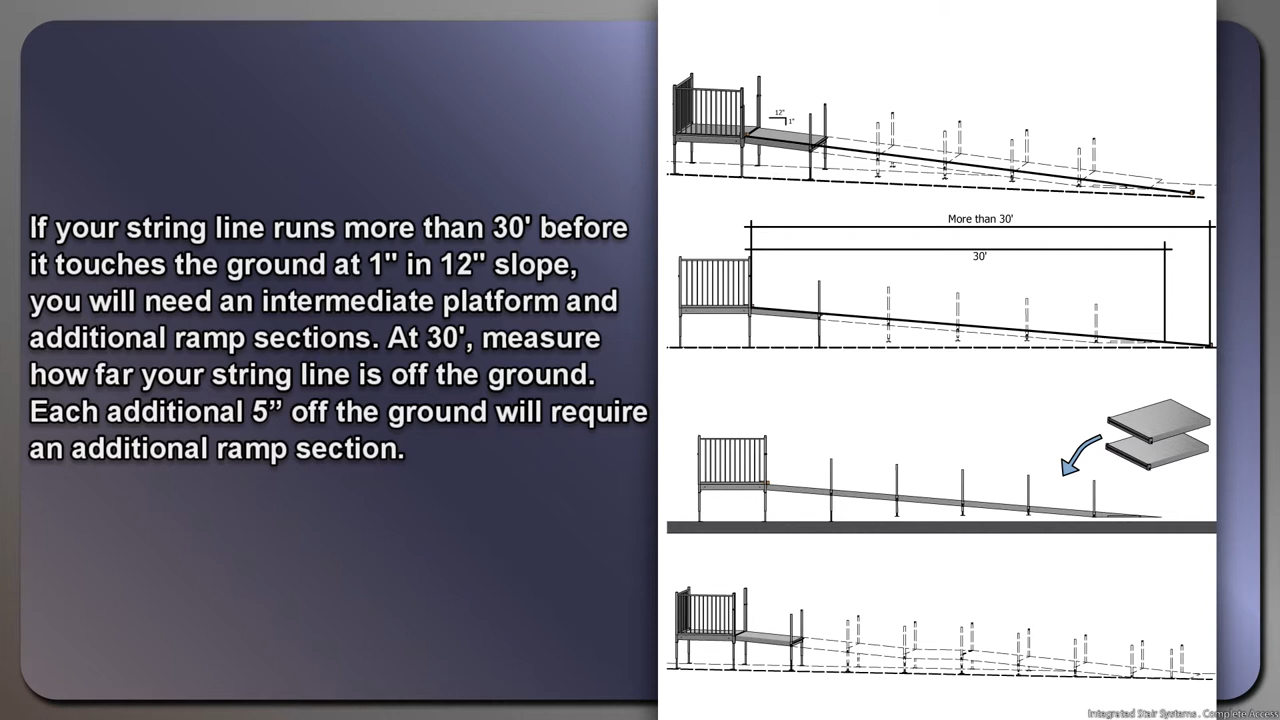 If your string line runs more than 30' before
it touches the ground at 1" in 12" slope,
you will need an intermediate platform and
additional ramp sections. At 30', measure
how far your string line is off the ground.
Each additional 5” off the ground will require
an additional ramp section.
12"
1"
More than 30'
30'
Integrated Stair Systems . Complete Access